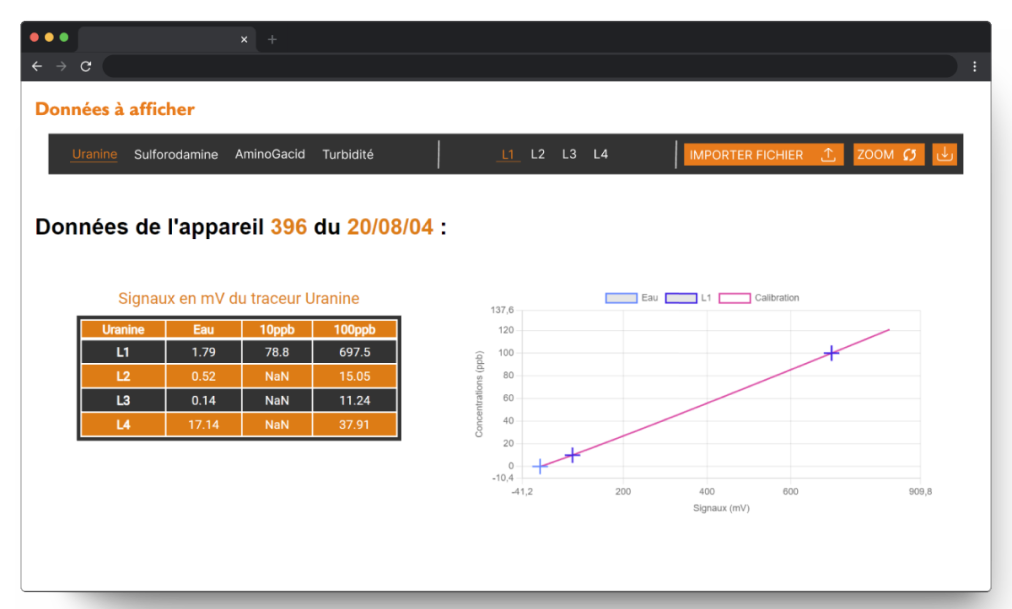 Données à afficher
Uranine Sulforodamine AminoGacid Turbidité L1 L2 L3 L4 IMPORTER FICHIER ZOOM
Données de l'appareil 396 du 20/08/04 :
Signaux en mV du traceur Uranine
Uranine Eau 10ppb 100ppb
L1 1.79 78.8 697.5
L2 0.52 NaN 15.05
L3 0.14 NaN 11.24
L4 17.14 NaN 37.91
Eau L1 Calibration
137,6
120
100
80
60
40
20
0
-10,4
Concentrations (ppb)
-41,2 200 400 600 909,8
Signaux (mV)